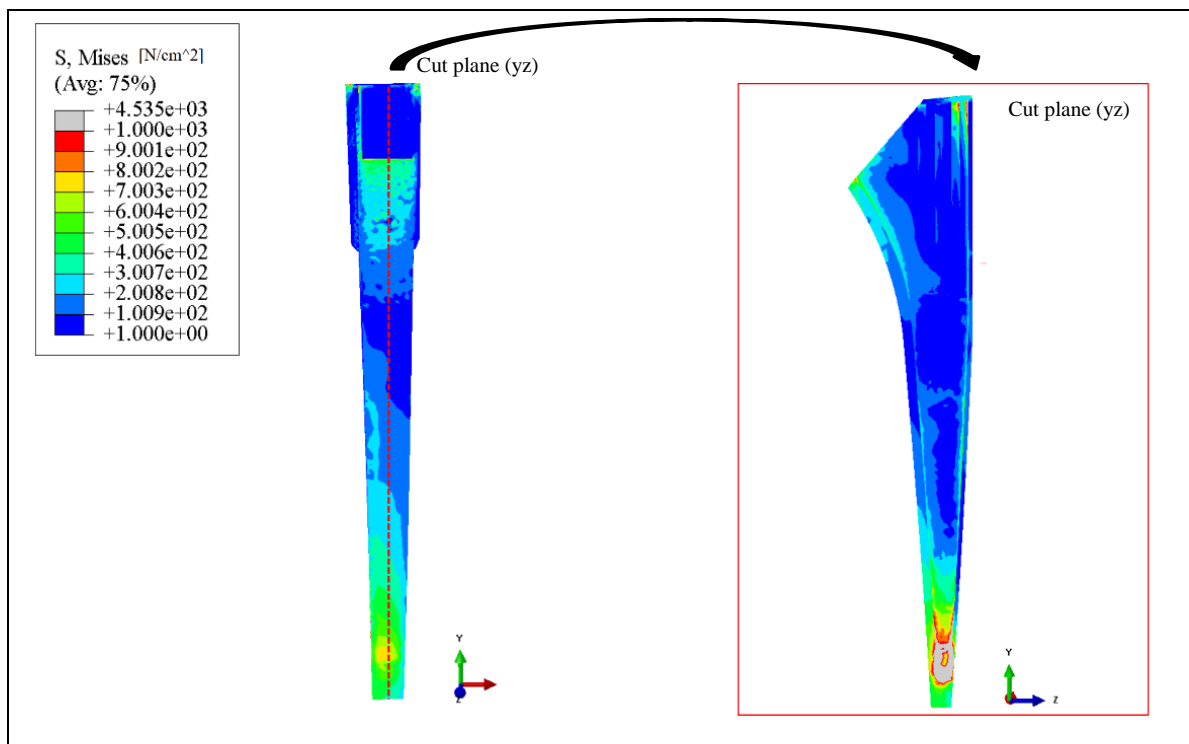 S, Mises [N/cm^2]
(Avg: 75%)
+4.535e+03
+1.000e+03
+9.001e+02
+8.002e+02
+7.003e+02
+6.004e+02
+5.005e+02
+4.006e+02
+3.007e+02
+2.008e+02
+1.009e+02
+1.000e+00
Cut plane (yz)
Cut plane (yz)
Y
Z
Y
Z